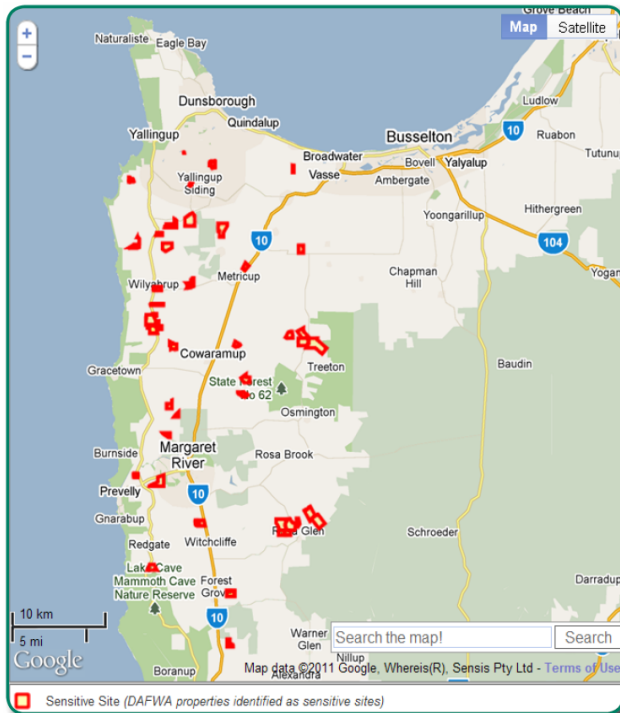 Grove Beach
Naturaliste
Eagle Bay
Map
Satellite
+
−
Dunsborough
Ludlow
Quindalup
Busselton
10
Ruabon
Yallingup
Broadwater
Bovell
Yalyalup
Tutunup
Yallingup
Siding
Vasse
Ambergate
Hithergreen
Yoongarillup
10
104
Chapman
Hill
Yogan
Metricup
Wilyabrup
Cowaramup
Treeton
Baudin
Gracetown
State Forest
No 62
Osmington
Burnside
Margaret
River
Rosa Brook
Prevelly
10
Gnarabup
Witchcliffe
Rosa Glen
Schroeder
Redgate
Lake Cave
Mammoth Cave
Nature Reserve
Forest
Grove
Darradup
10 km
10
5 mi
Warner
Glen
Search the map!
Search
Google
Nillup
Boranup
Alexandra
Map data ©2011 Google, Whereis(R), Sensis Pty Ltd - Terms of Use
Sensitive Site (DAFWA properties identified as sensitive sites)